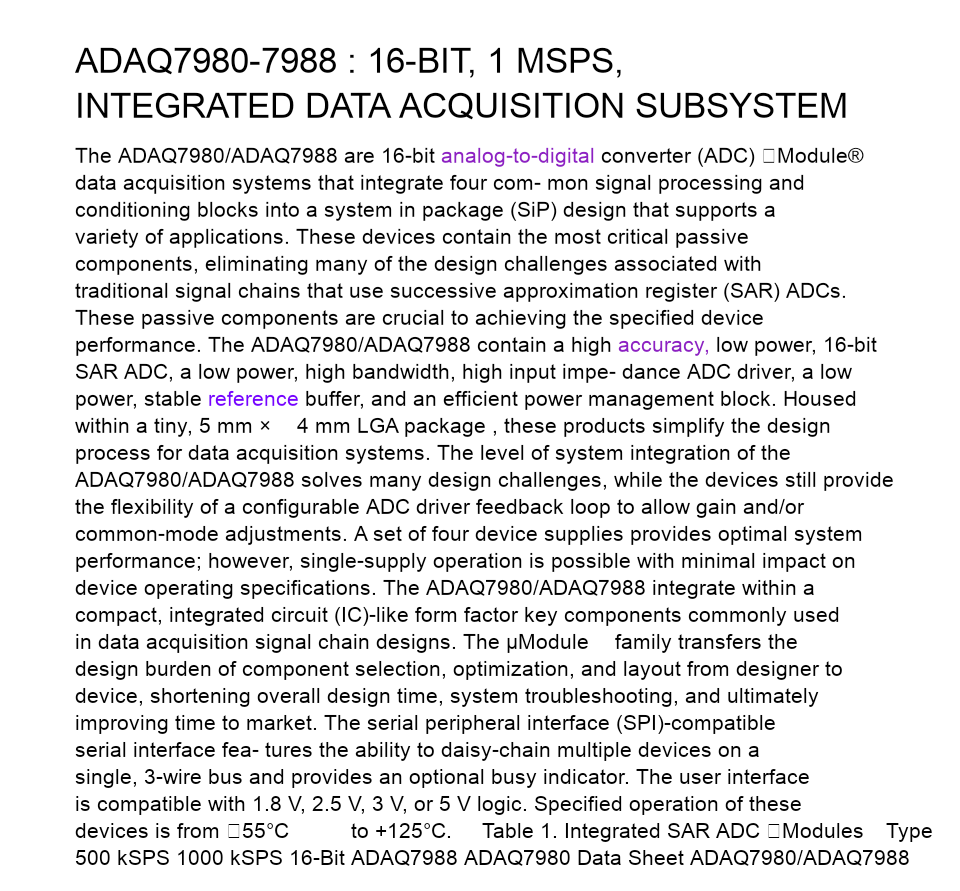 ADAQ7980-7988 : 16-BIT, 1 MSPS,
INTEGRATED DATA ACQUISITION SUBSYSTEM
The ADAQ7980/ADAQ7988 are 16-bit analog-to-digital converter (ADC) □Module®
data acquisition systems that integrate four com- mon signal processing and
conditioning blocks into a system in package (SiP) design that supports a
variety of applications. These devices contain the most critical passive
components, eliminating many of the design challenges associated with
traditional signal chains that use successive approximation register (SAR) ADCs.
These passive components are crucial to achieving the specified device
performance. The ADAQ7980/ADAQ7988 contain a high accuracy, low power, 16-bit
SAR ADC, a low power, high bandwidth, high input impe- dance ADC driver, a low
power, stable reference buffer, and an efficient power management block. Housed
within a tiny, 5 mm × 4 mm LGA package , these products simplify the design
process for data acquisition systems. The level of system integration of the
ADAQ7980/ADAQ7988 solves many design challenges, while the devices still provide
the flexibility of a configurable ADC driver feedback loop to allow gain and/or
common-mode adjustments. A set of four device supplies provides optimal system
performance; however, single-supply operation is possible with minimal impact on
device operating specifications. The ADAQ7980/ADAQ7988 integrate within a
compact, integrated circuit (IC)-like form factor key components commonly used
in data acquisition signal chain designs. The µModule family transfers the
design burden of component selection, optimization, and layout from designer to
device, shortening overall design time, system troubleshooting, and ultimately
improving time to market. The serial peripheral interface (SPI)-compatible
serial interface fea- tures the ability to daisy-chain multiple devices on a
single, 3-wire bus and provides an optional busy indicator. The user interface
is compatible with 1.8 V, 2.5 V, 3 V, or 5 V logic. Specified operation of these
devices is from □55°C to +125°C. Table 1. Integrated SAR ADC □Modules Type
500 kSPS 1000 kSPS 16-Bit ADAQ7988 ADAQ7980 Data Sheet ADAQ7980/ADAQ7988